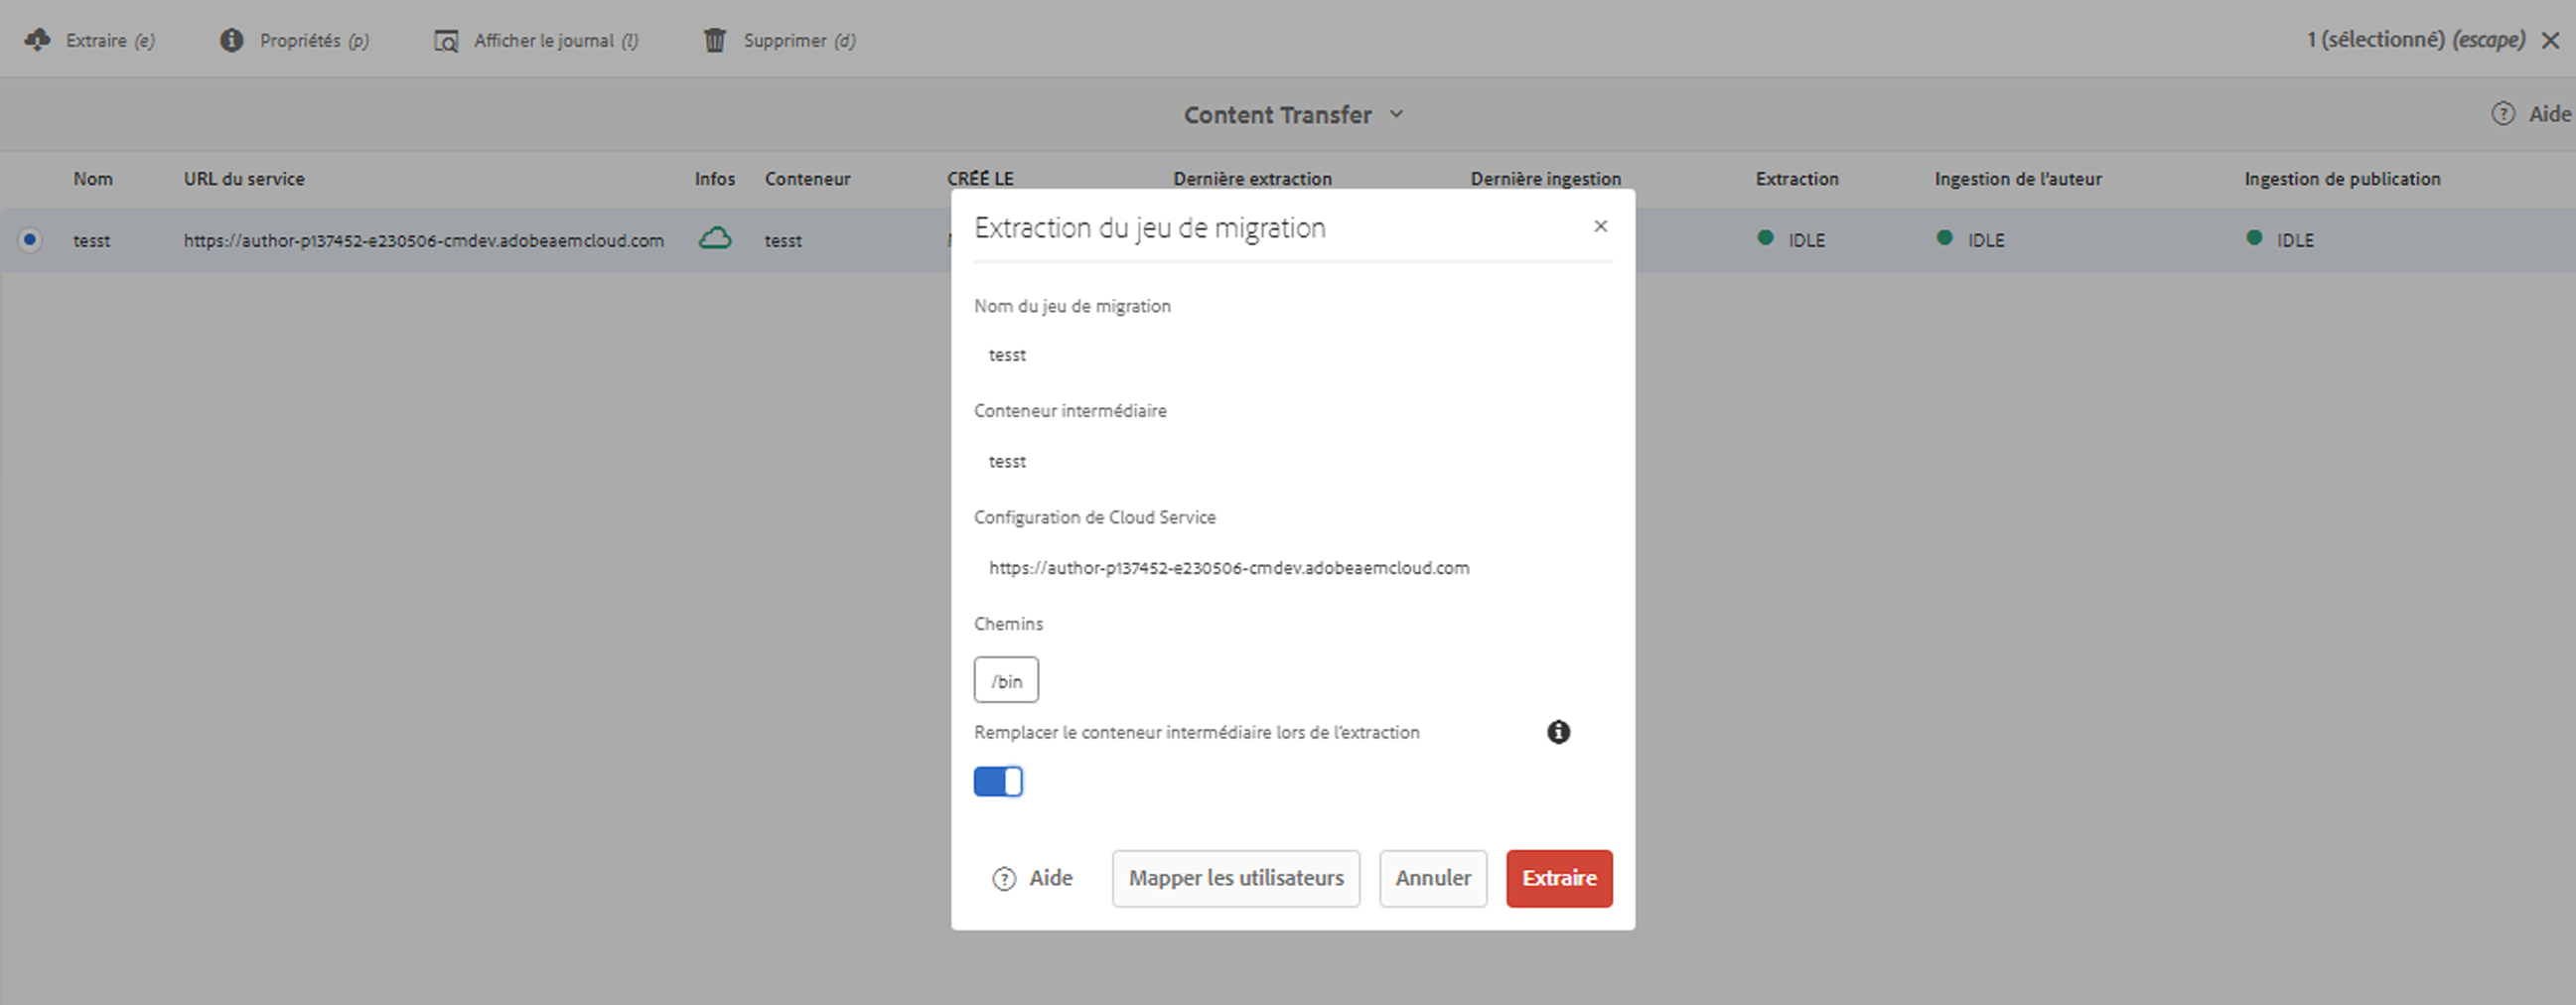 Extraire (e) Propriétés (p) Afficher le journal (l) Supprimer (d) 1 (sélectionné) (escape)
Content Transfer Aide
Nom URL du service Infos Conteneur CRÉÉ LE Dernière extraction Dernière ingestion Extraction Ingestion de l'auteur Ingestion de publication
tesst https://author-p137452-e230506-cmdev.adobeaemcloud.com tesst IDLE IDLE IDLE
Extraction du jeu de migration
Nom du jeu de migration
tesst
Conteneur intermédiaire
tesst
Configuration de Cloud Service
https://author-p137452-e230506-cmdev.adobeaemcloud.com
Chemins
/bin
Remplacer le conteneur intermédiaire lors de l'extraction
Aide Mapper les utilisateurs Annuler Extraire